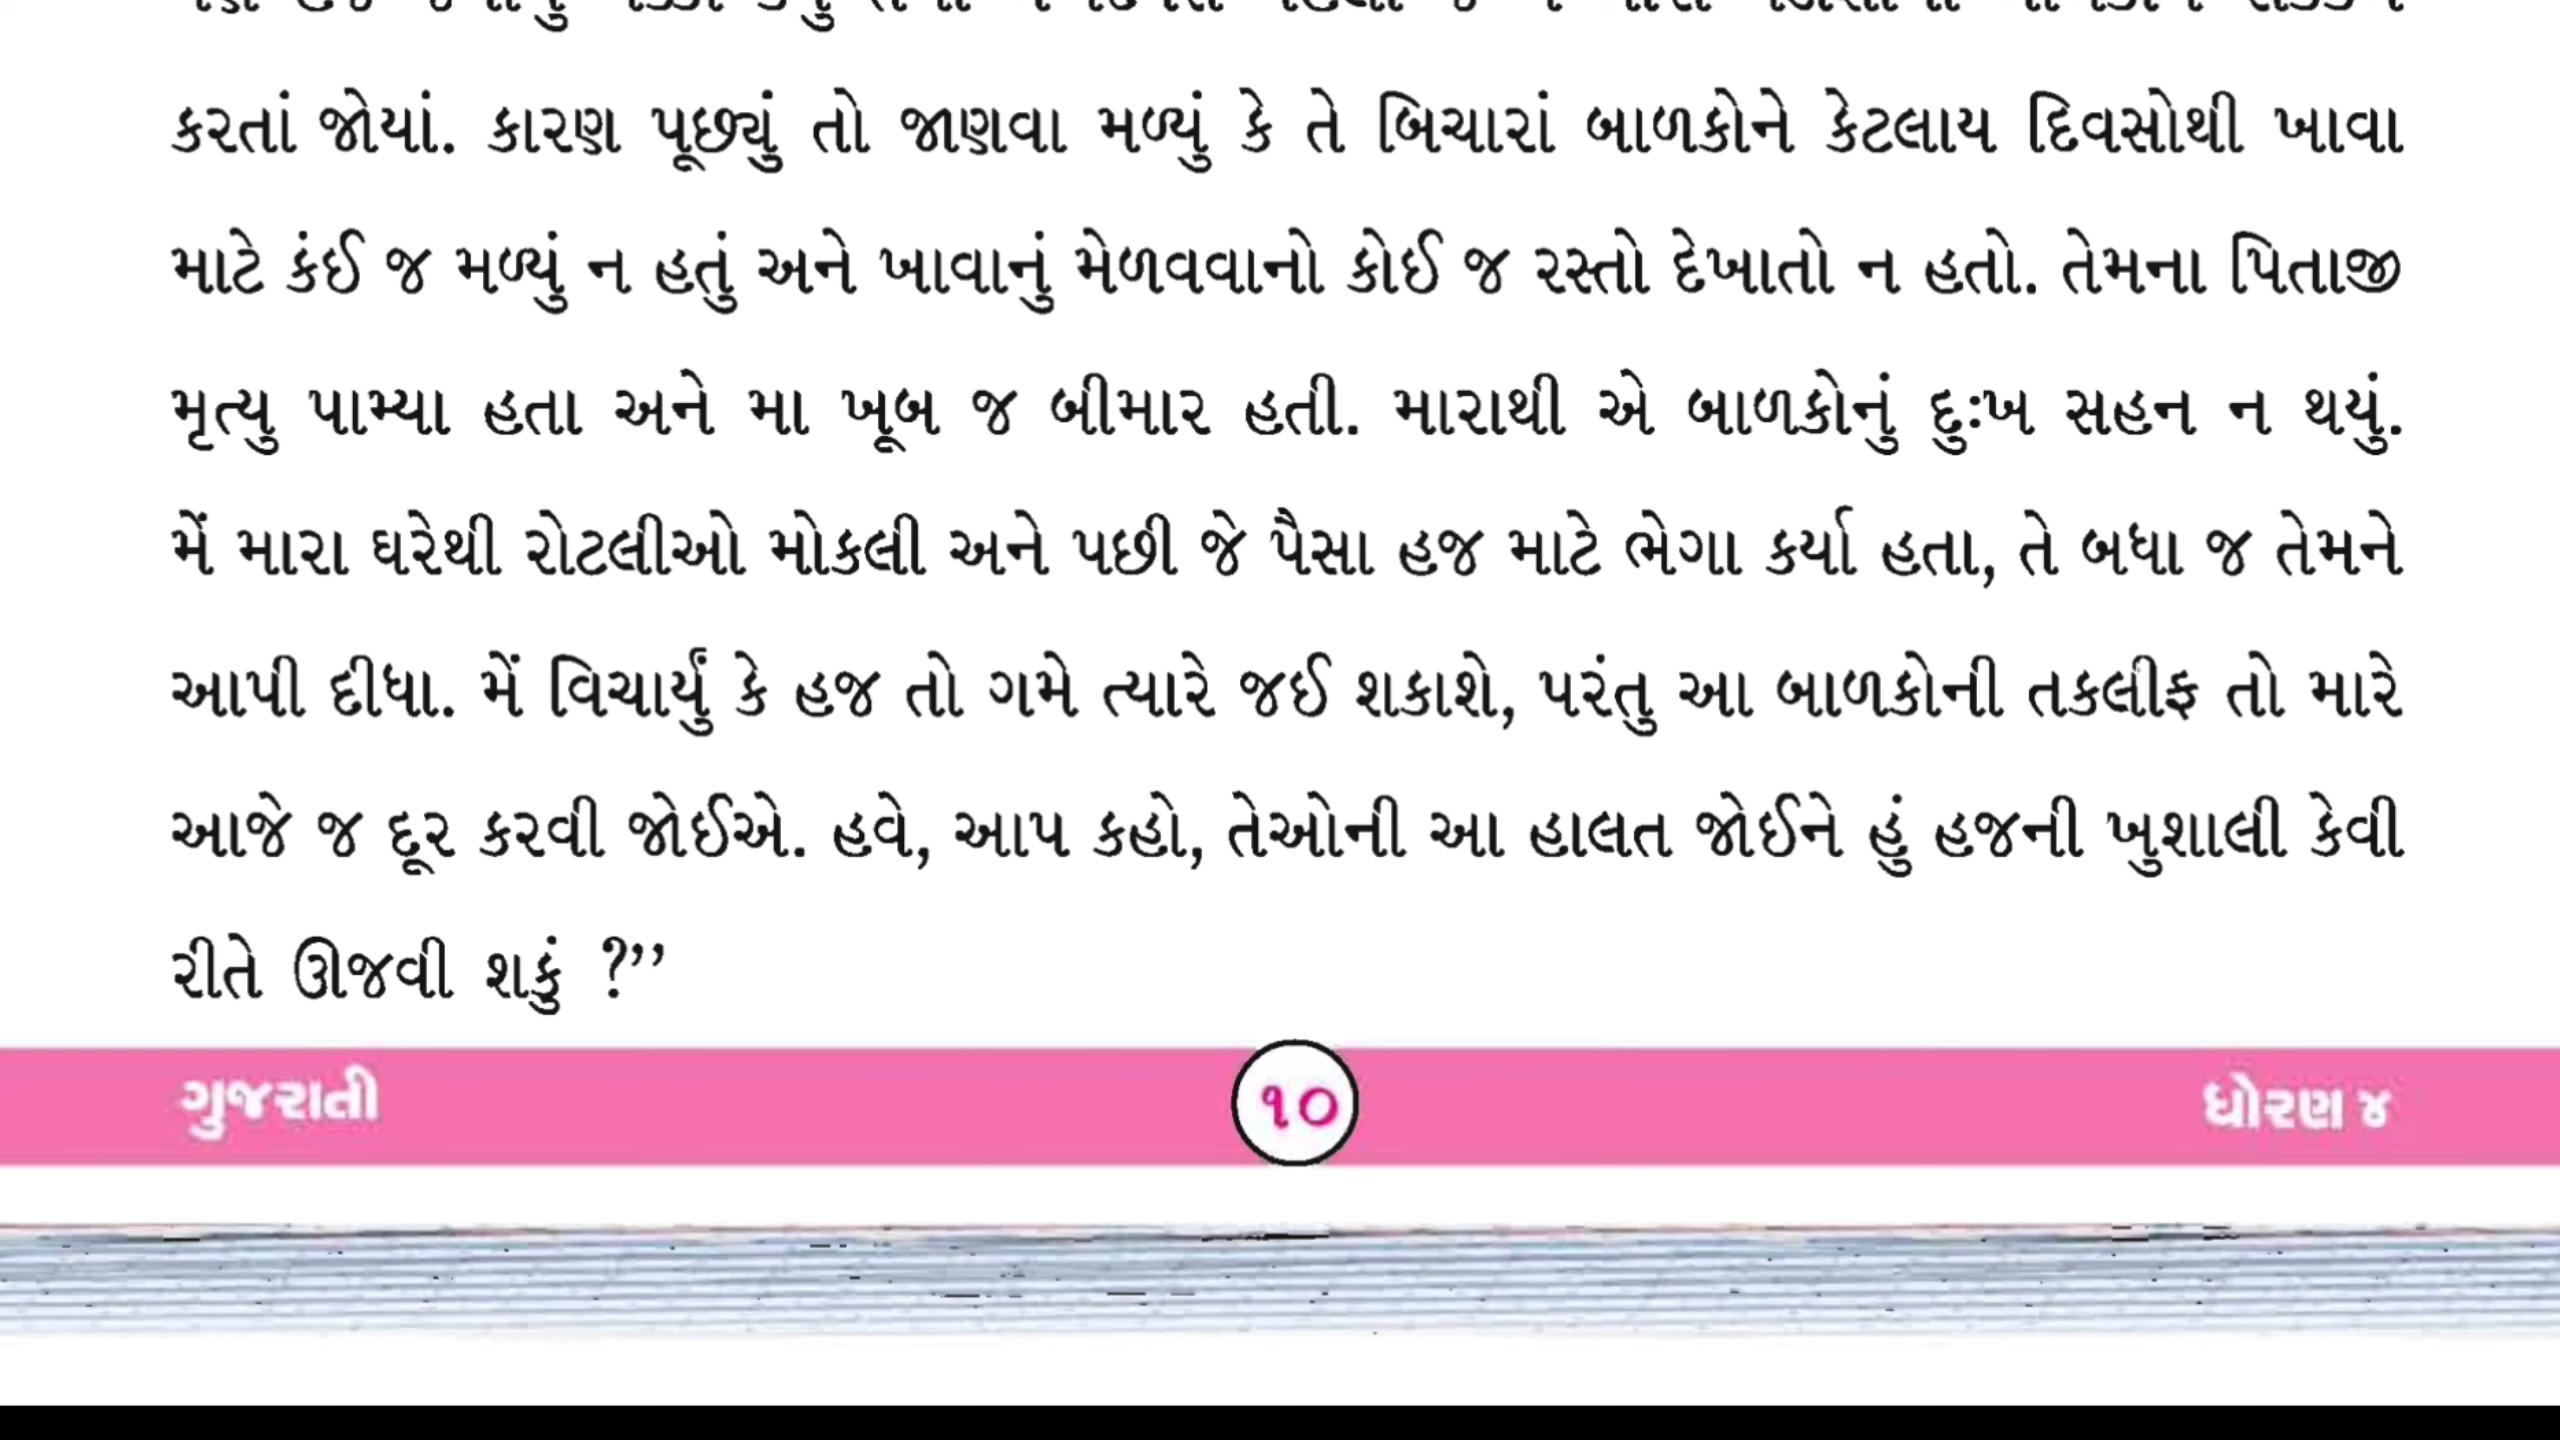 કરતાં જોયાં. કારણ પૂછ્યું તો જાણવા મળ્યું કે તે બિચારાં બાળકોને કેટલાય દિવસોથી ખાવા
માટે કંઈ જ મળ્યું ન હતું અને ખાવાનું મેળવવાનો કોઈ જ રસ્તો દેખાતો ન હતો. તેમના પિતાજી
મૃત્યુ પામ્યા હતા અને મા ખૂબ જ બીમાર હતી. મારાથી એ બાળકોનું દુઃખ સહન ન થયું.
મેં મારા ઘરેથી રોટલીઓ મોકલી અને પછી જે પૈસા હજ માટે ભેગા કર્યા હતા, તે બધા જ તેમને
આપી દીધા. મેં વિચાર્યું કે હજ તો ગમે ત્યારે જઈ શકાશે, પરંતુ આ બાળકોની તકલીફ તો મારે
આજે જ દૂર કરવી જોઈએ. હવે, આપ કહો, તેઓની આ હાલત જોઈને હું હજની ખુશાલી કેવી
રીતે ઊજવી શકું ?’’
ગુજરાતી ૧૦ ધોરણ ૪